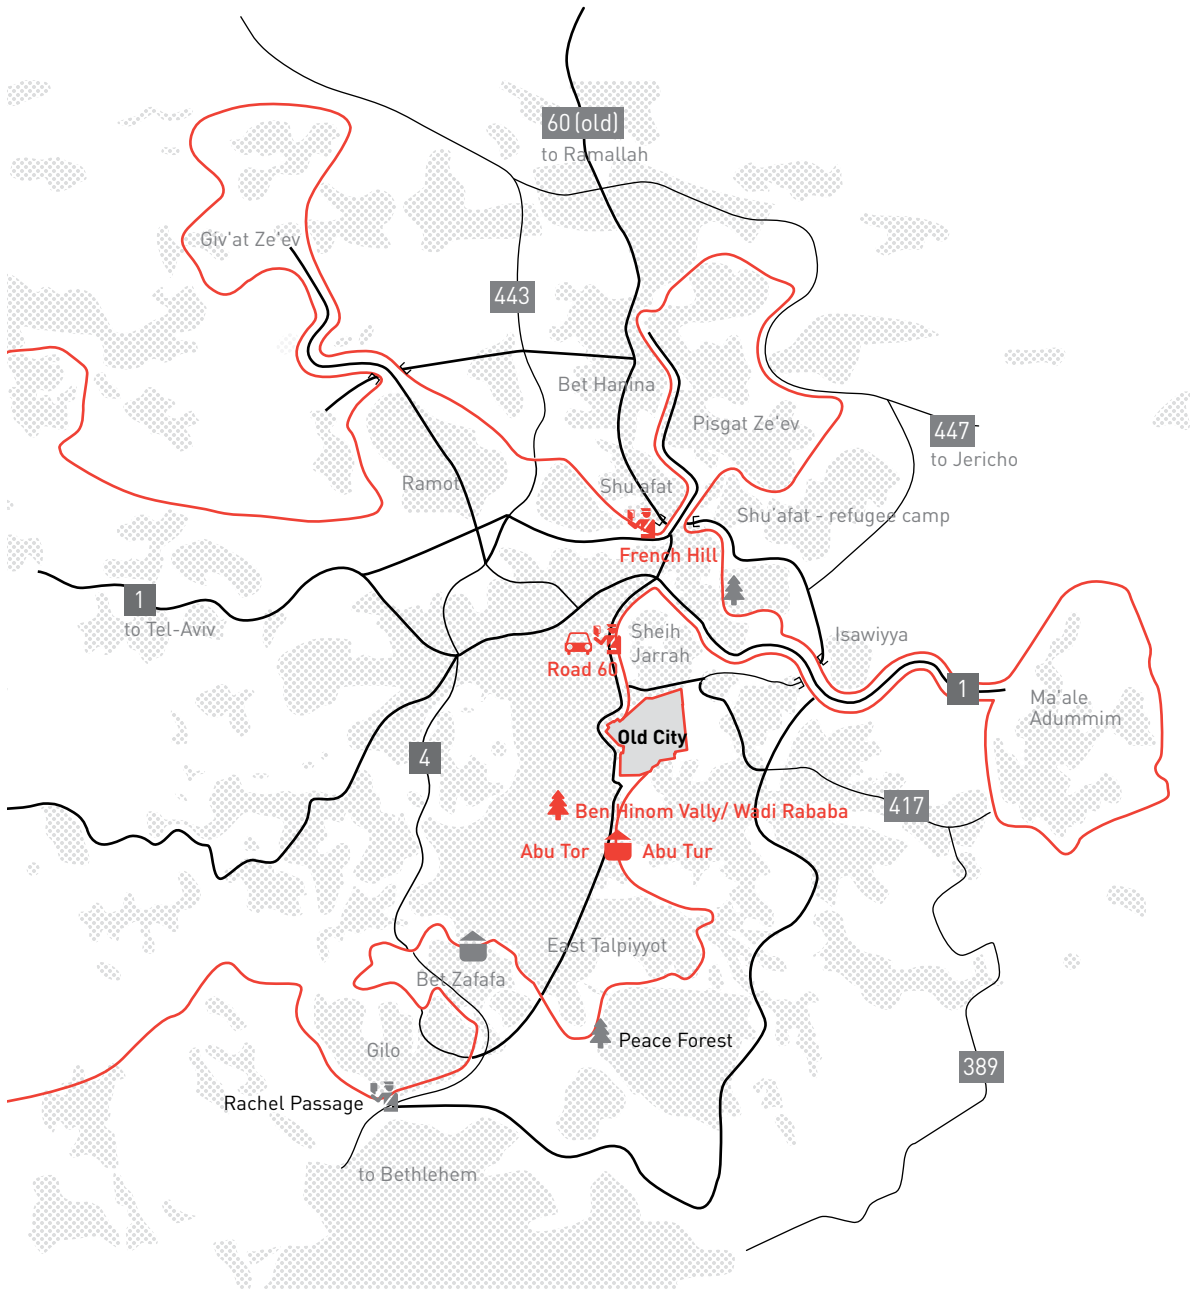 60 (old)
to Ramallah
Giv'at Ze'ev
443
Bet Hanina
Pisgat Ze'ev
447
to Jericho
Ramot
Shu'afat
Shu'afat - refugee camp
French Hill
1
to Tel-Aviv
Sheih
Jarrah
Isawiyya
Road 60
1
Ma'ale
Adummim
Old City
4
417
Ben Hinom Vally/ Wadi Rababa
Abu Tor
Abu Tur
East Talpiyyot
Bet Zafafa
Peace Forest
Gilo
389
Rachel Passage
to Bethlehem